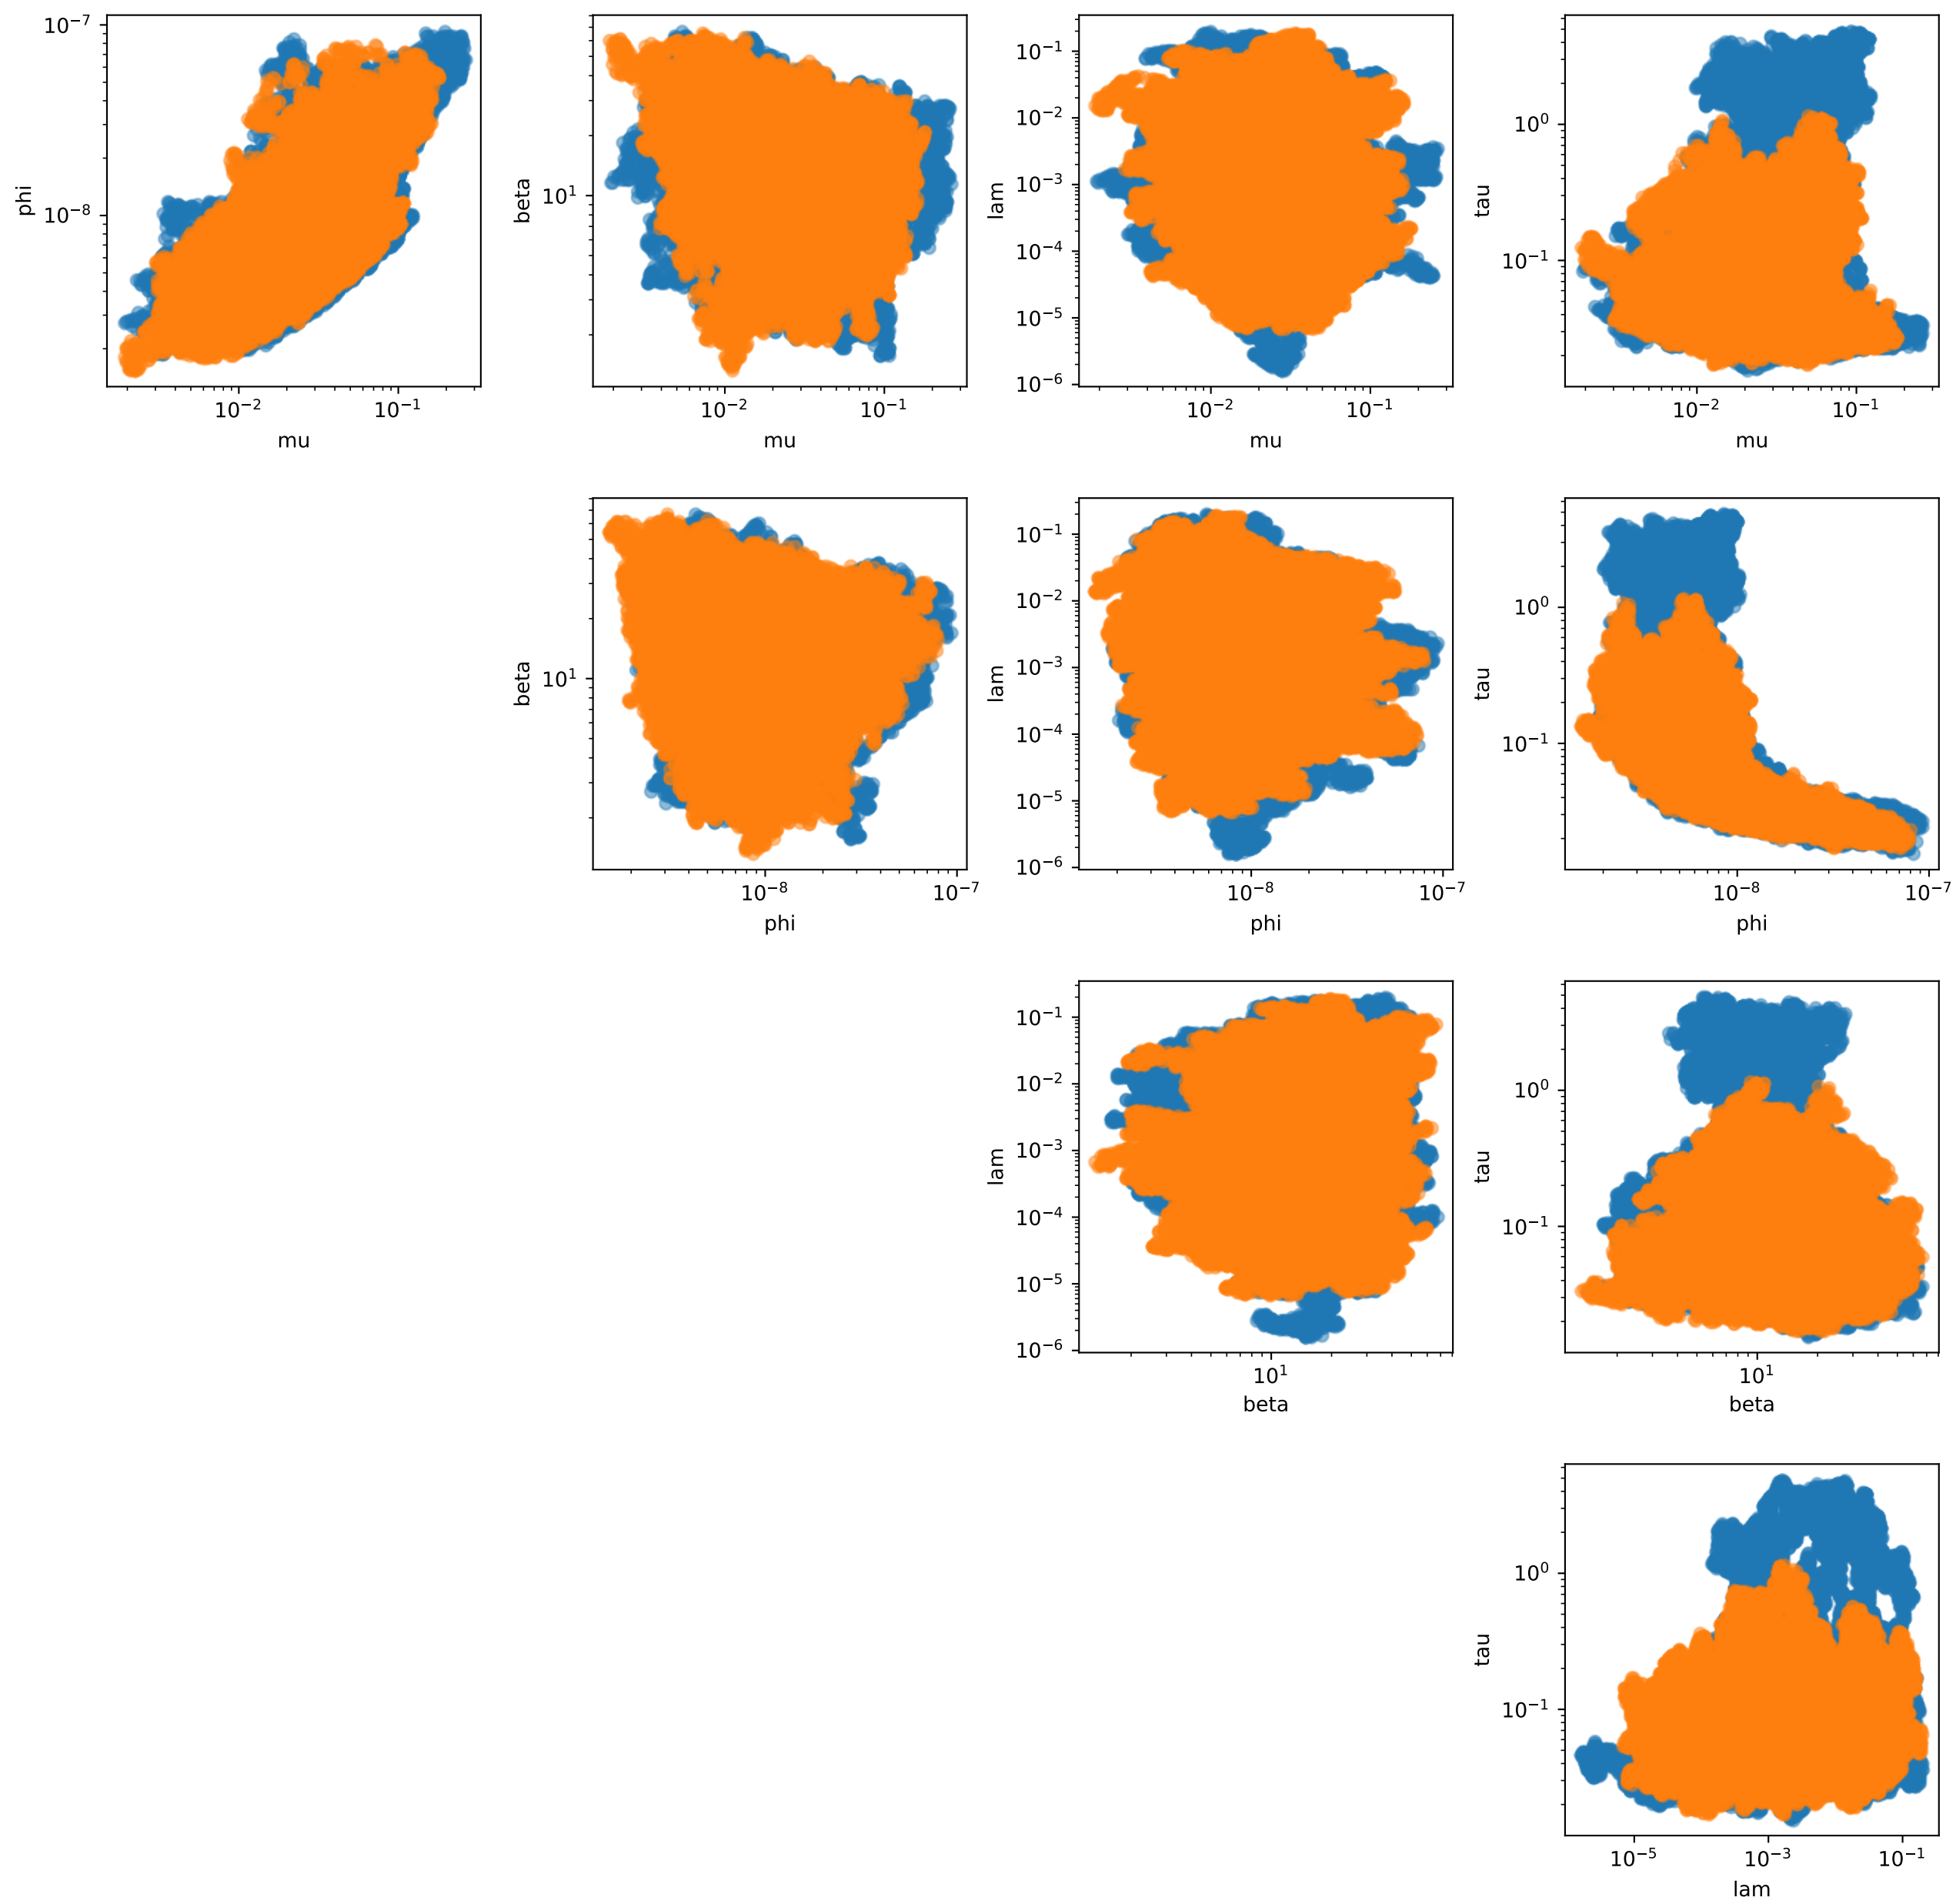 10⁻⁷
10⁻⁸
phi
10⁻² 10⁻¹
mu
10¹
beta
10⁻² 10⁻¹
mu
10⁻¹
10⁻²
10⁻³
10⁻⁴
10⁻⁵
10⁻⁶
lam
10⁻² 10⁻¹
mu
10⁰
10⁻¹
tau
10⁻² 10⁻¹
mu
10¹
beta
10⁻⁸ 10⁻⁷
phi
10⁻¹
10⁻²
10⁻³
10⁻⁴
10⁻⁵
10⁻⁶
lam
10⁻⁸ 10⁻⁷
phi
10⁰
10⁻¹
tau
10⁻⁸ 10⁻⁷
phi
10⁻¹
10⁻²
10⁻³
10⁻⁴
10⁻⁵
10⁻⁶
lam
10¹
beta
10⁰
10⁻¹
tau
10¹
beta
10⁰
10⁻¹
tau
10⁻⁵ 10⁻³ 10⁻¹
lam